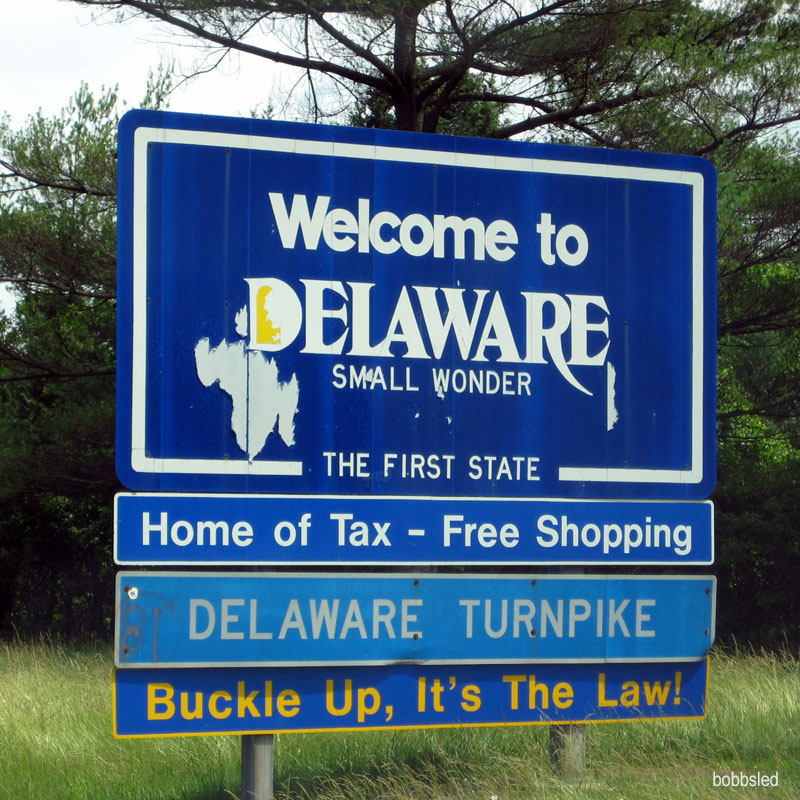 Welcome to
DELAWARE
SMALL WONDER
THE FIRST STATE
Home of Tax - Free Shopping
DELAWARE TURNPIKE
Buckle Up, It's The Law!
bobbsled